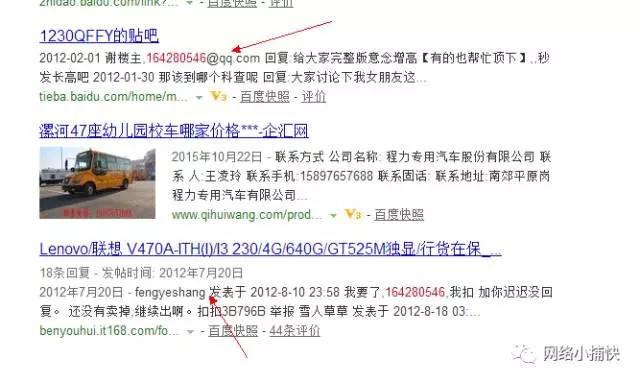 zhidao.baidu.com/link?... - 百度快照 - 评价
1230QFFY的贴吧
2012-02-01 谢楼主,164280546@qq.com 回复:给大家完整版意念增高【有的也帮忙顶下】,,秒
发长高吧 2012-01-30 那该到哪个科查呢 回复:大家讨论下我女朋友这...
tieba.baidu.com/home/m... - V3 - 百度快照 - 评价
漯河47座幼儿园校车哪家价格***-企汇网
2015年10月22日 - 联系方式 公司名称: 程力专用汽车股份有限公司 联
系 人:王凌玲 联系手机:15897657688 联系固话: 联系地址:南郊平原岗
程力专用汽车有限公司...
www.qihuiwang.com/prod... - V3 - 百度快照
Lenovo/联想 V470A-ITH(I)/I3 230/4G/640G/GT525M独显/行货在保_...
18条回复 - 发帖时间: 2012年7月20日
2012年7月20日 - fengyeshang 发表于 2012-8-10 23:58 我要了,164280546,我扣 加你迟迟没回
复。 还没有卖掉,继续出啊。扣扣3B796B 举报 雪人草草 发表于 2012-8-18 03:...
benyouhui.it168.com/fo... - 百度快照 - 44条评价
网络小捕快